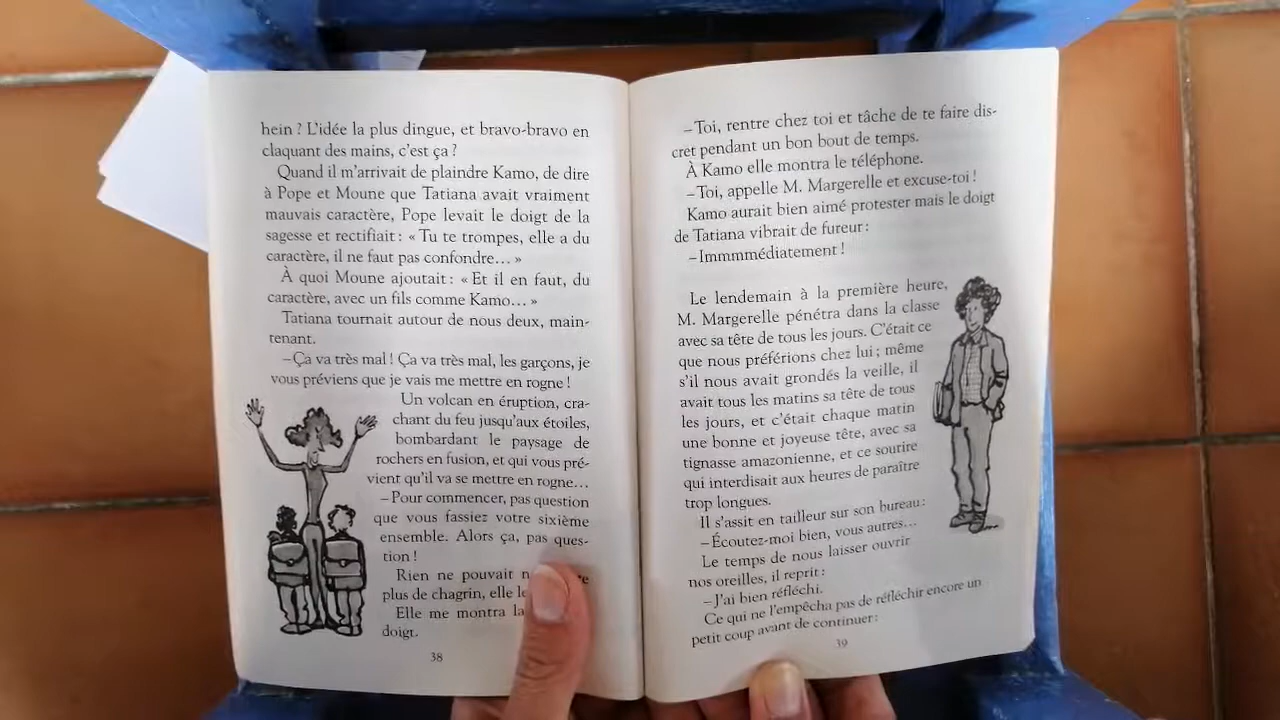 hein ? L'idée la plus dingue, et bravo-bravo en
claquant des mains, c'est ça ?
Quand il m'arrivait de plaindre Kamo, de dire
à Pope et Moune que Tatiana avait vraiment
mauvais caractère, Pope levait le doigt de la
sagesse et rectifiait : « Tu te trompes, elle a du
caractère, il ne faut pas confondre… »
À quoi Moune ajoutait : « Et il en faut, du
caractère, avec un fils comme Kamo… »
Tatiana tournait autour de nous deux, main-
tenant.
– Ça va très mal ! Ça va très mal, les garçons, je
vous préviens que je vais me mettre en rogne !
Un volcan en éruption, cra-
chant du feu jusqu'aux étoiles,
bombardant le paysage de
rochers en fusion, et qui vous pré-
vient qu'il va se mettre en rogne…
– Pour commencer, pas question
que vous fassiez votre sixième
ensemble. Alors ça, pas ques-
tion !
Rien ne pouvait
plus de chagrin, elle
Elle me montra la
doigt.
38
– Toi, rentre chez toi et tâche de te faire dis-
cret pendant un bon bout de temps.
À Kamo elle montra le téléphone.
– Toi, appelle M. Margerelle et excuse-toi !
Kamo aurait bien aimé protester mais le doigt
de Tatiana vibrait de fureur :
– Immmmédiatement !
Le lendemain à la première heure,
M. Margerelle pénétra dans la classe
avec sa tête de tous les jours. C'était ce
que nous préférions chez lui ; même
s'il nous avait grondés la veille, il
avait tous les matins sa tête de tous
les jours, et c'était chaque matin
une bonne et joyeuse tête, avec sa
tignasse amazonienne, et ce sourire
qui interdisait aux heures de paraître
trop longues.
Il s'assit en tailleur sur son bureau :
– Écoutez-moi bien, vous autres…
Le temps de nous laisser ouvrir
nos oreilles, il reprit :
– J'ai bien réfléchi.
Ce qui ne l'empêcha pas de réfléchir encore un
petit coup avant de continuer :
39